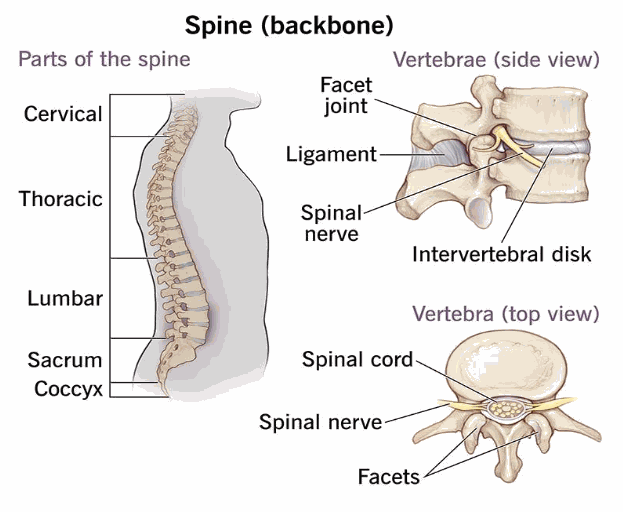 Spine (backbone)
Parts of the spine
Cervical
Thoracic
Lumbar
Sacrum
Coccyx
Vertebrae (side view)
Facet
joint
Ligament
Spinal
nerve
Intervertebral disk
Vertebra (top view)
Spinal cord
Spinal nerve
Facets